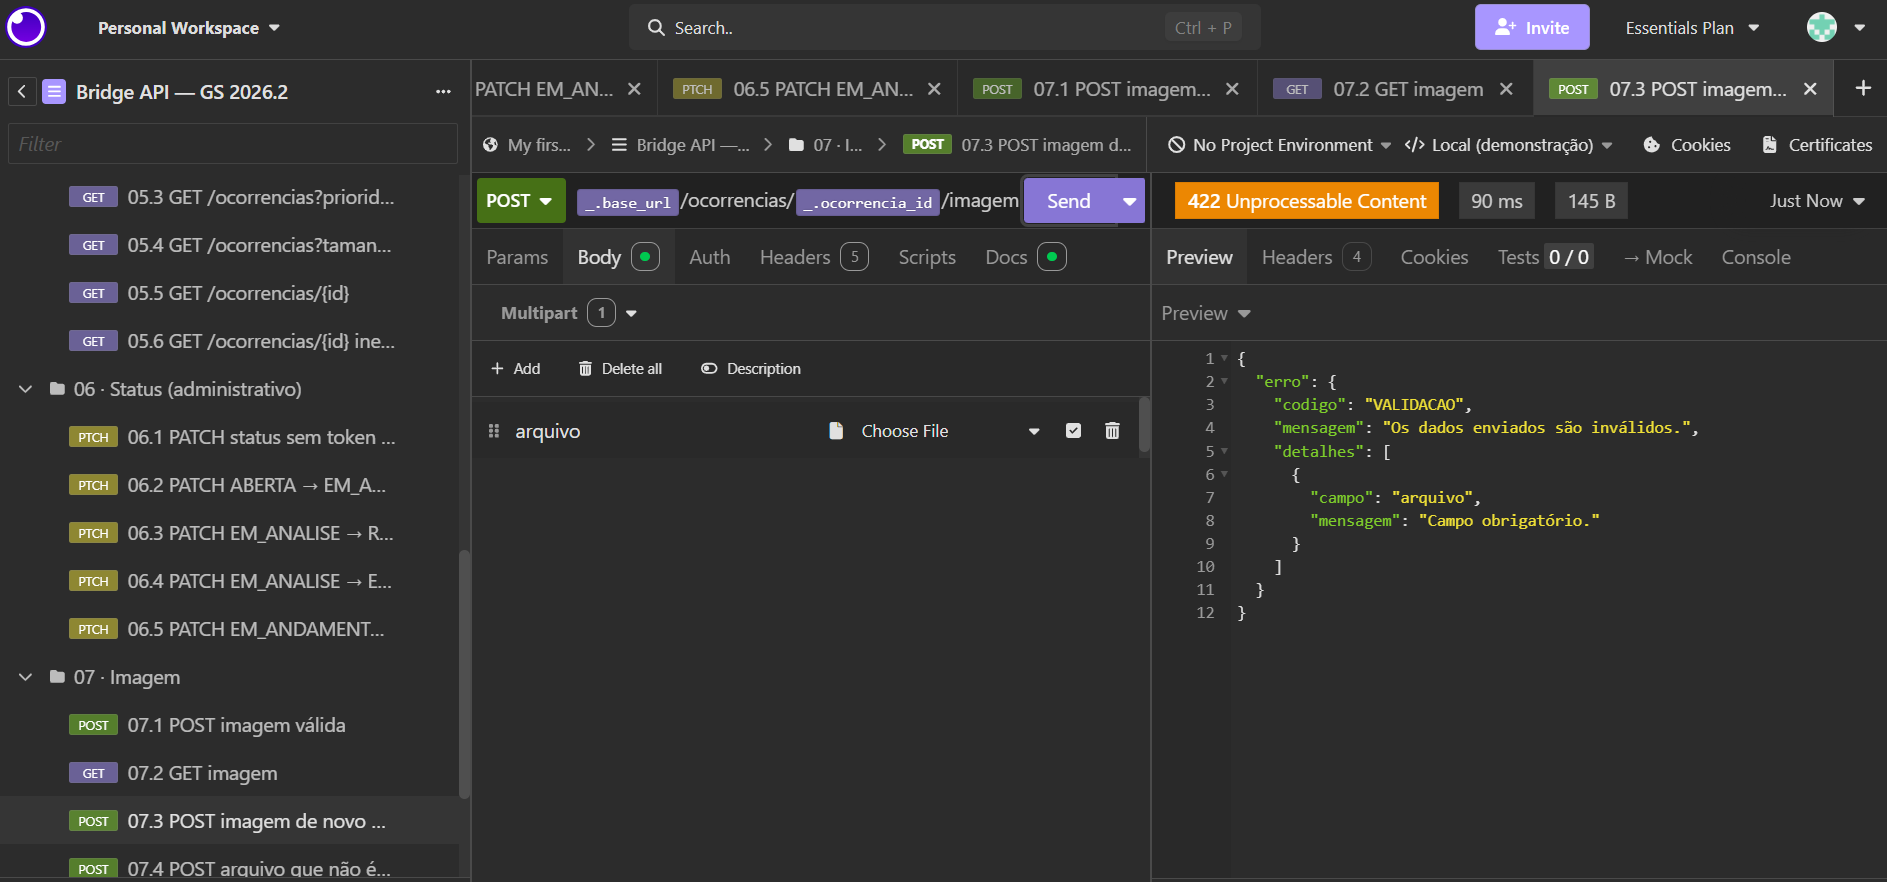 Personal Workspace
Search..
Ctrl + P
Invite
Essentials Plan
Bridge API — GS 2026.2
Filter
GET 05.3 GET /ocorrencias?priorid...
GET 05.4 GET /ocorrencias?taman...
GET 05.5 GET /ocorrencias/{id}
GET 05.6 GET /ocorrencias/{id} ine...
06 · Status (administrativo)
PTCH 06.1 PATCH status sem token ...
PTCH 06.2 PATCH ABERTA → EM_A...
PTCH 06.3 PATCH EM_ANALISE → R...
PTCH 06.4 PATCH EM_ANALISE → E...
PTCH 06.5 PATCH EM_ANDAMENT...
07 · Imagem
POST 07.1 POST imagem válida
GET 07.2 GET imagem
POST 07.3 POST imagem de novo ...
POST 07.4 POST arquivo que não é...
PATCH EM_AN...
PTCH 06.5 PATCH EM_AN...
POST 07.1 POST imagem...
GET 07.2 GET imagem
POST 07.3 POST imagem...
My firs... Bridge API —... 07 · I... POST 07.3 POST imagem d...
POST _.base_url/ocorrencias/_.ocorrencia_id/imagem Send
Params Body Auth Headers 5 Scripts Docs
Multipart 1
Add Delete all Description
arquivo Choose File
No Project Environment Local (demonstração) Cookies Certificates
422 Unprocessable Content 90 ms 145 B Just Now
Preview Headers 4 Cookies Tests 0 / 0 → Mock Console
Preview
1 {
2 "erro": {
3 "codigo": "VALIDACAO",
4 "mensagem": "Os dados enviados são inválidos.",
5 "detalhes": [
6 {
7 "campo": "arquivo",
8 "mensagem": "Campo obrigatório."
9 }
10 ]
11 }
12 }